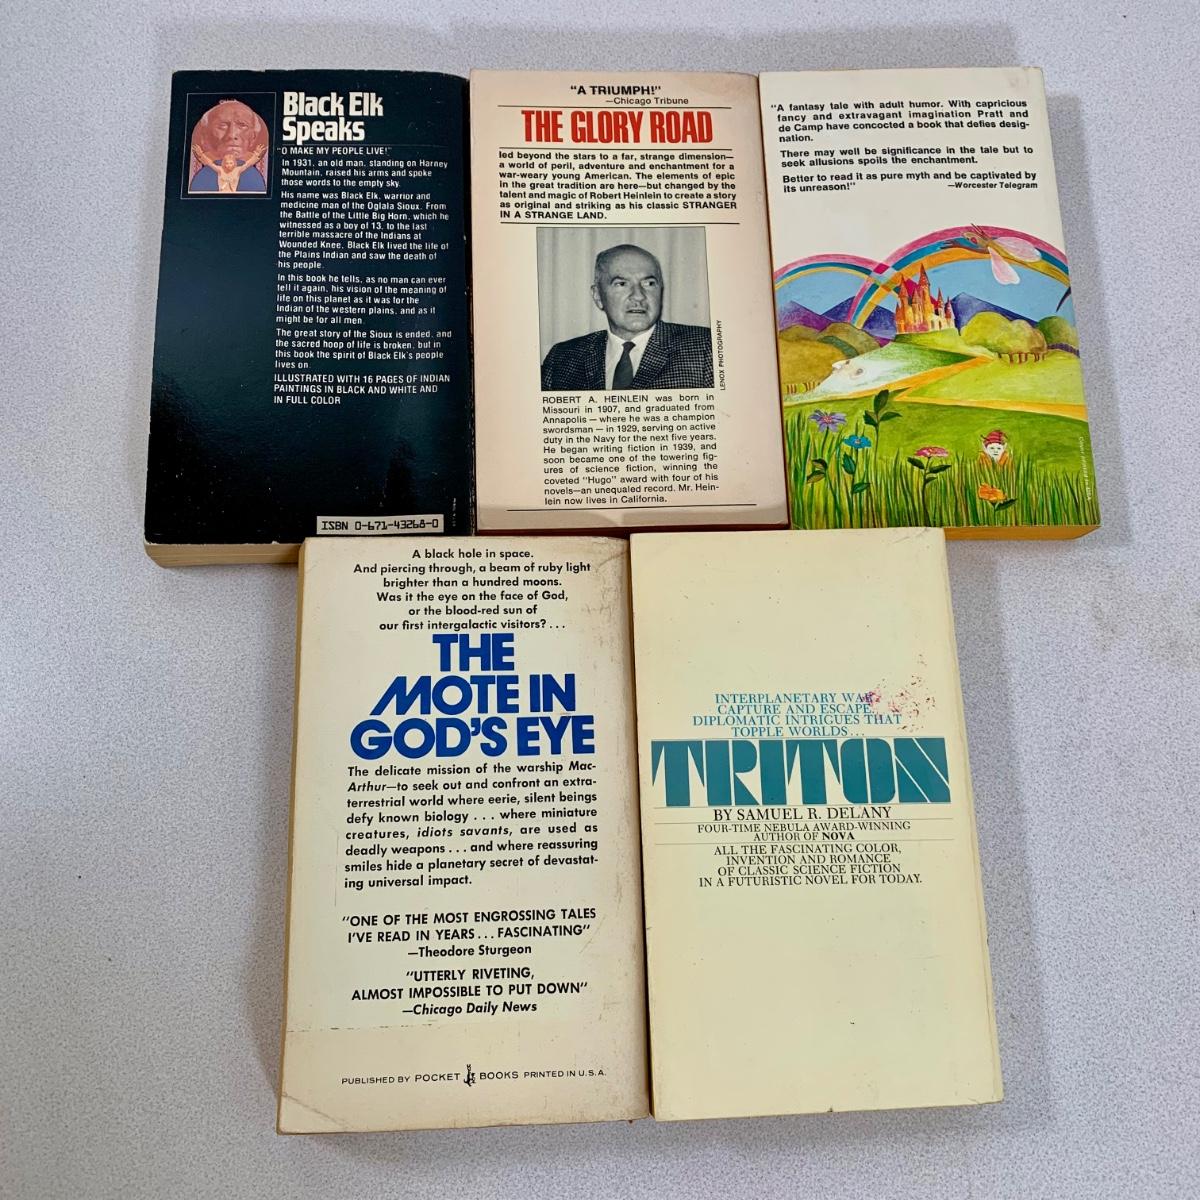 Black Elk
Speaks
"O MAKE MY PEOPLE LIVE!"
In 1931, an old man, standing on Harney
Mountain, raised his arms and spoke
those words to the empty sky.
His name was Black Elk, warrior and
medicine man of the Oglala Sioux. From
the Battle of the Little Big Horn, which he
witnessed as a boy of 13, to the last
terrible massacre of the Indians at
Wounded Knee, Black Elk lived the life of
the Plains Indian and saw the death of
his people.
In this book he tells, as no man can ever
tell it again, his vision of the meaning of
life on this planet as it was for the
Indian of the western plains, and as it
might be for all men.
The great story of the Sioux is ended, and
the sacred hoop of life is broken, but in
this book the spirit of Black Elk's people
lives on.
ILLUSTRATED WITH 16 PAGES OF INDIAN
PAINTINGS IN BLACK AND WHITE AND
IN FULL COLOR
ISBN 0-671-43268-0
"A TRIUMPH!"
—Chicago Tribune
THE GLORY ROAD
led beyond the stars to a far, strange dimension—
a world of peril, adventure and enchantment for a
war-weary young American. The elements of epic
in the great tradition are here—but changed by the
talent and magic of Robert Heinlein to create a story
as original and striking as his classic STRANGER
IN A STRANGE LAND.
LENOX PHOTOGRAPHY
ROBERT A. HEINLEIN was born in
Missouri in 1907, and graduated from
Annapolis — where he was a champion
swordsman — in 1929, serving on active
duty in the Navy for the next five years.
He began writing fiction in 1939, and
soon became one of the towering fig-
ures of science fiction, winning the
coveted "Hugo" award with four of his
novels—an unequaled record. Mr. Hein-
lein now lives in California.
"A fantasy tale with adult humor. With capricious
fancy and extravagant imagination Pratt and
de Camp have concocted a book that defies desig-
nation.
There may well be significance in the tale but to
seek allusions spoils the enchantment.
Better to read it as pure myth and be captivated by
its unreason!" —Worcester Telegram
A black hole in space.
And piercing through, a beam of ruby light
brighter than a hundred moons.
Was it the eye on the face of God,
or the blood-red sun of
our first intergalactic visitors? . . .
THE
MOTE IN
GOD'S EYE
The delicate mission of the warship Mac-
Arthur—to seek out and confront an extra-
terrestrial world where eerie, silent beings
defy known biology . . . where miniature
creatures, idiots savants, are used as
deadly weapons . . . and where reassuring
smiles hide a planetary secret of devastat-
ing universal impact.
"ONE OF THE MOST ENGROSSING TALES
I'VE READ IN YEARS . . . FASCINATING"
—Theodore Sturgeon
"UTTERLY RIVETING,
ALMOST IMPOSSIBLE TO PUT DOWN"
—Chicago Daily News
PUBLISHED BY POCKET BOOKS PRINTED IN U.S.A.
INTERPLANETARY WAR,
CAPTURE AND ESCAPE,
DIPLOMATIC INTRIGUES THAT
TOPPLE WORLDS . . .
TRITON
BY SAMUEL R. DELANY
FOUR-TIME NEBULA AWARD-WINNING
AUTHOR OF NOVA
ALL THE FASCINATING COLOR,
INVENTION AND ROMANCE
OF CLASSIC SCIENCE FICTION
IN A FUTURISTIC NOVEL FOR TODAY.